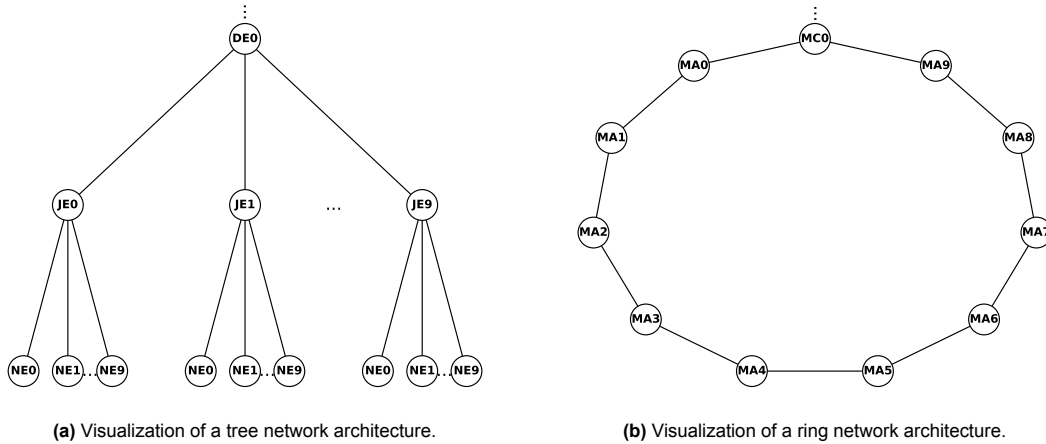 ⋮
DE0
JE0 JE1 ... JE9
NE0 NE1 ... NE9 NE0 NE1 ... NE9 NE0 NE1 ... NE9
(a) Visualization of a tree network architecture.
⋮
MC0
MA0 MA9
MA1 MA8
MA2 MA7
MA3 MA6
MA4 MA5
(b) Visualization of a ring network architecture.